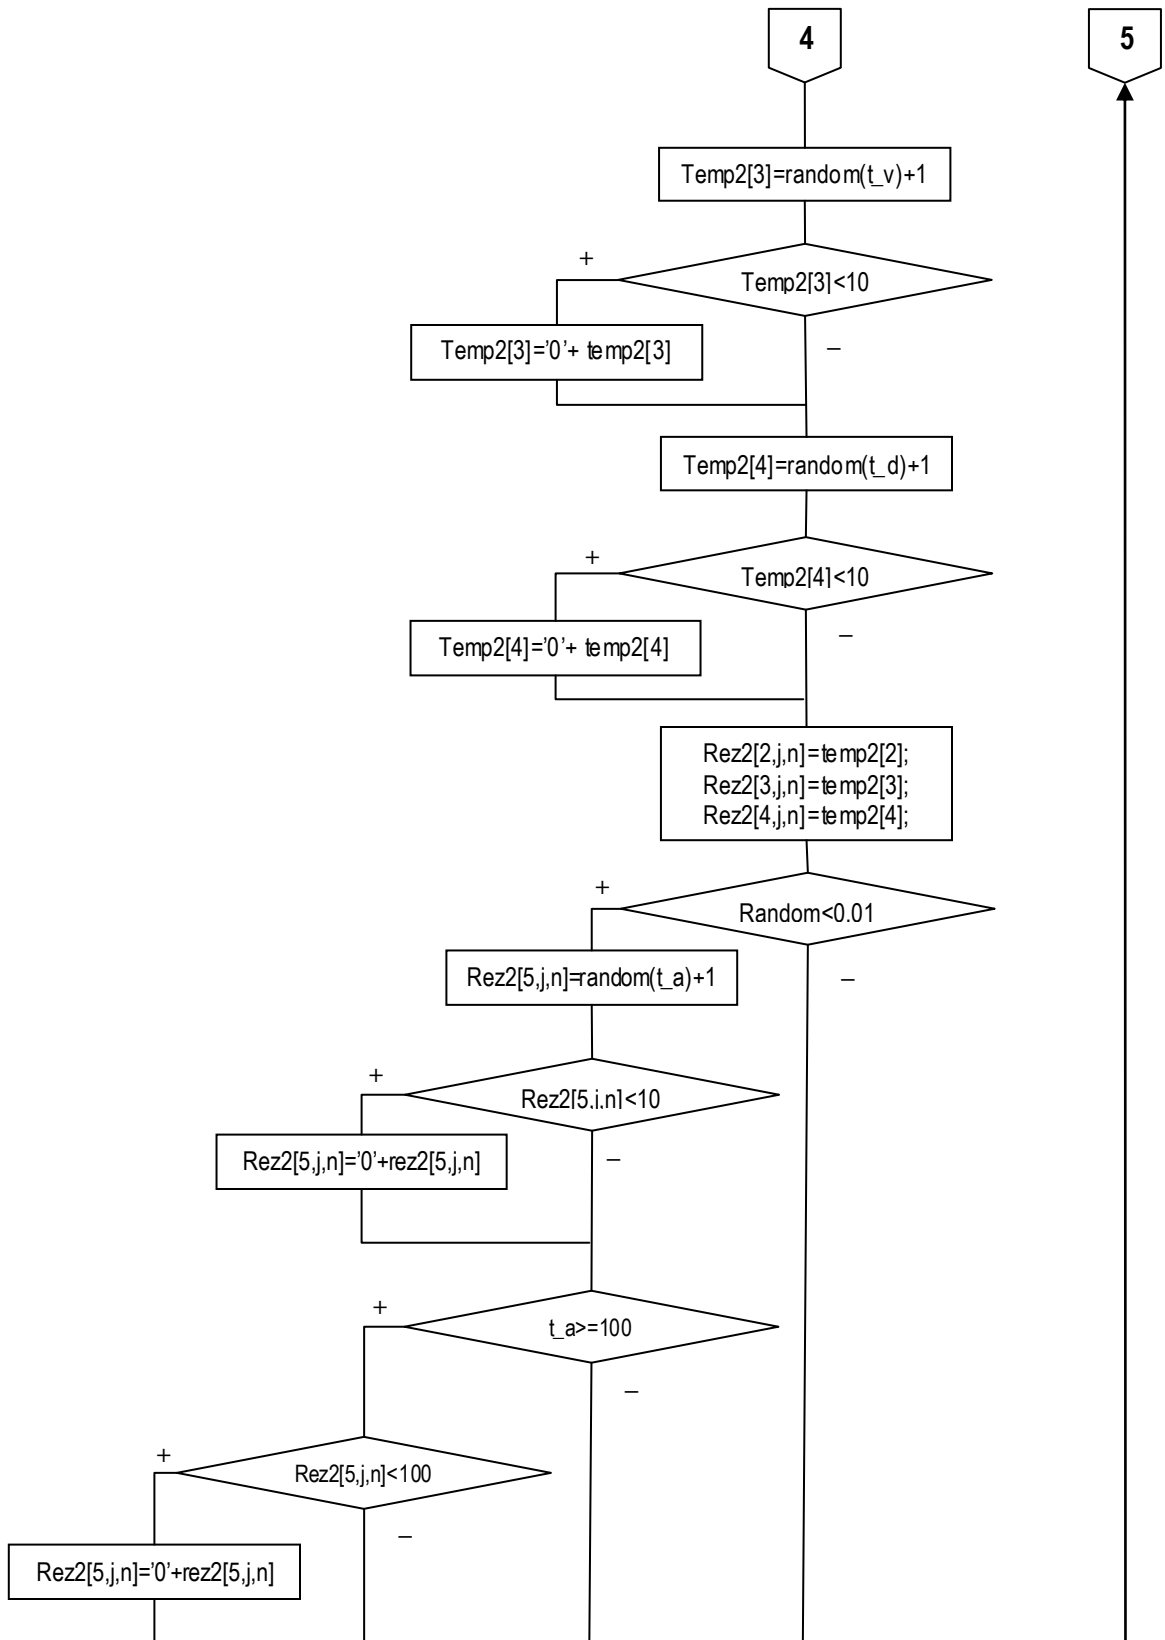 4
5
Temp2[3]=random(t_v)+1
+
Temp2[3]<10
Temp2[3]='0'+ temp2[3]
–
Temp2[4]=random(t_d)+1
+
Temp2[4]<10
Temp2[4]='0'+ temp2[4]
–
Rez2[2,j,n]=temp2[2];
Rez2[3,j,n]=temp2[3];
Rez2[4,j,n]=temp2[4];
+
Random<0.01
Rez2[5,j,n]=random(t_a)+1
–
+
Rez2[5,j,n]<10
Rez2[5,j,n]='0'+rez2[5,j,n]
–
+
t_a>=100
–
+
Rez2[5,j,n]<100
–
Rez2[5,j,n]='0'+rez2[5,j,n]